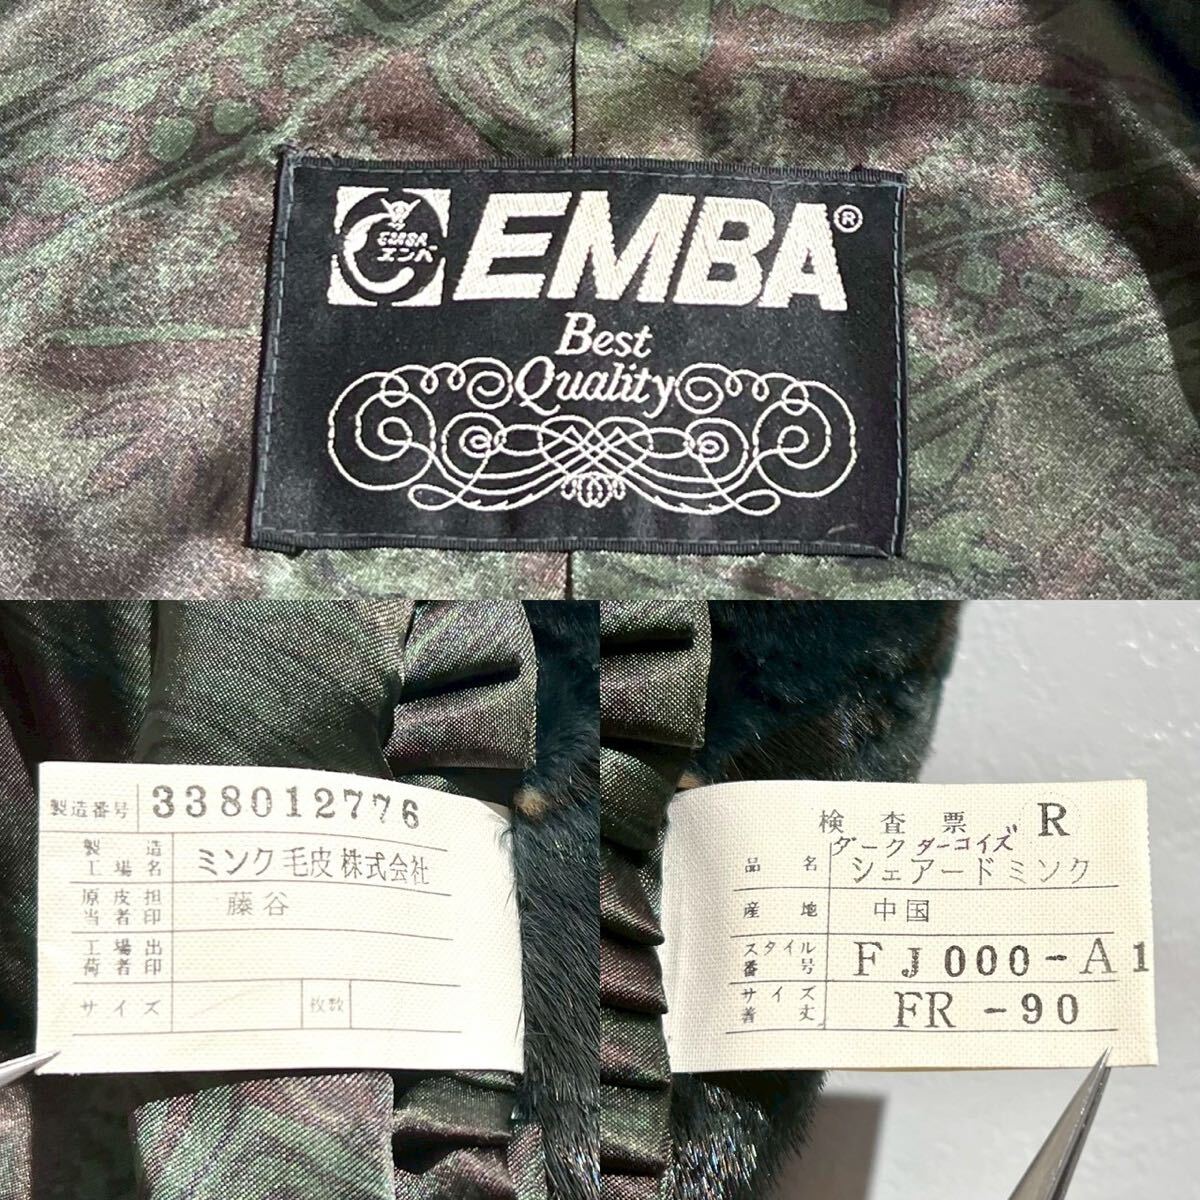 EMBA
エンバ
EMBA®
Best
Quality
製造番号 338012776
製造
工場名 ミンク毛皮株式会社
原皮担
当者印 藤谷
工場出
荷者印
サイズ 枚数
検査票 R
ダークターコイズ
品名 シェアードミンク
産地 中国
スタイル
番号 FJ000-A1
サイズ
着丈 FR-90